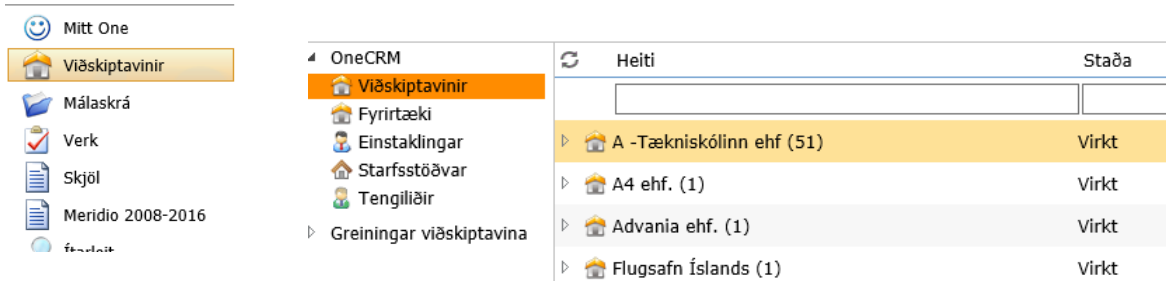 Mitt One
Viðskiptavinir
Málaskrá
Verk
Skjöl
Meridio 2008-2016
Ítarleit
OneCRM
Viðskiptavinir
Fyrirtæki
Einstaklingar
Starfsstöðvar
Tengiliðir
Greiningar viðskiptavina
Heiti Staða
A -Tækniskólinn ehf (51) Virkt
A4 ehf. (1) Virkt
Advania ehf. (1) Virkt
Flugsafn Íslands (1) Virkt